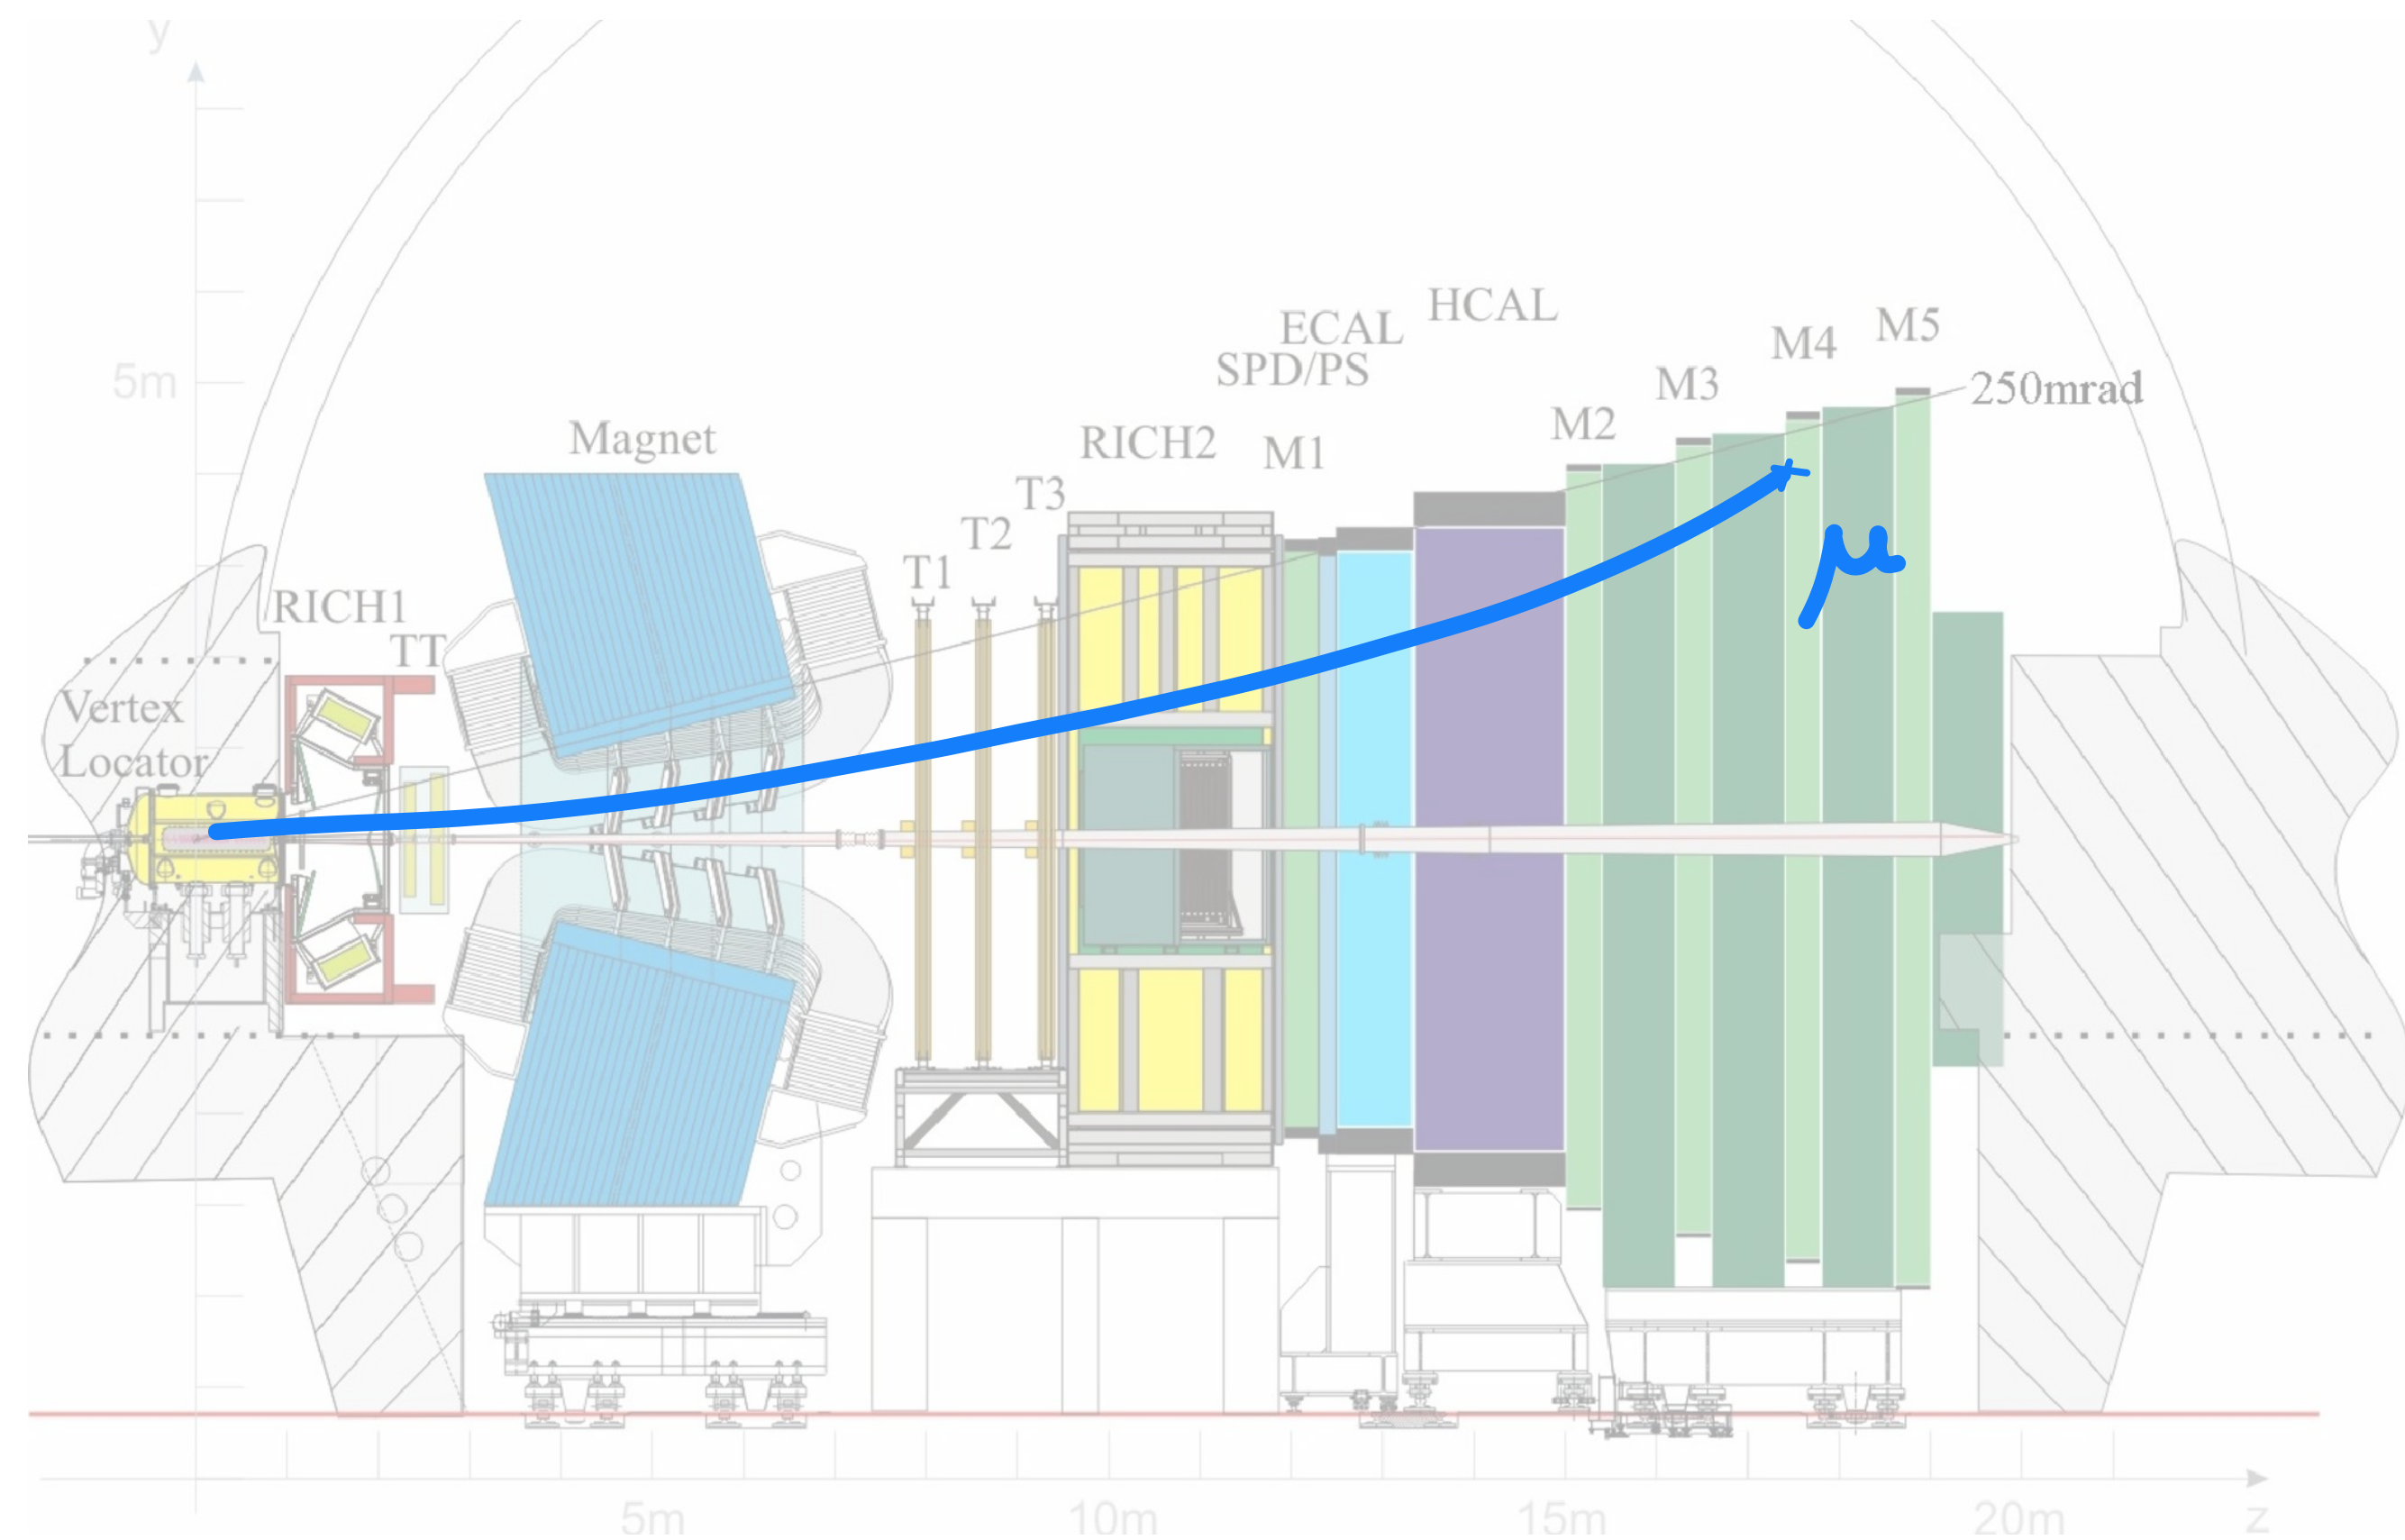 y
5m
Magnet
RICH1
TT
Vertex
Locator
T1
T2
T3
RICH2
M1
SPD/PS
ECAL
HCAL
M2
M3
M4
M5
250mrad
μ
5m
10m
15m
20m
z